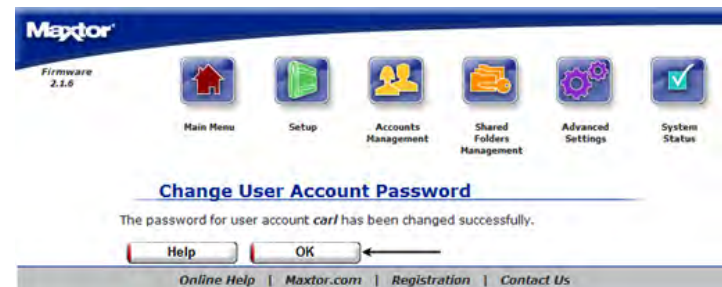 Maxtor
Firmware
2.1.6
Main Menu
Setup
Accounts
Management
Shared
Folders
Management
Advanced
Settings
System
Status
Change User Account Password
The password for user account carl has been changed successfully.
Help OK
Online Help | Maxtor.com | Registration | Contact Us